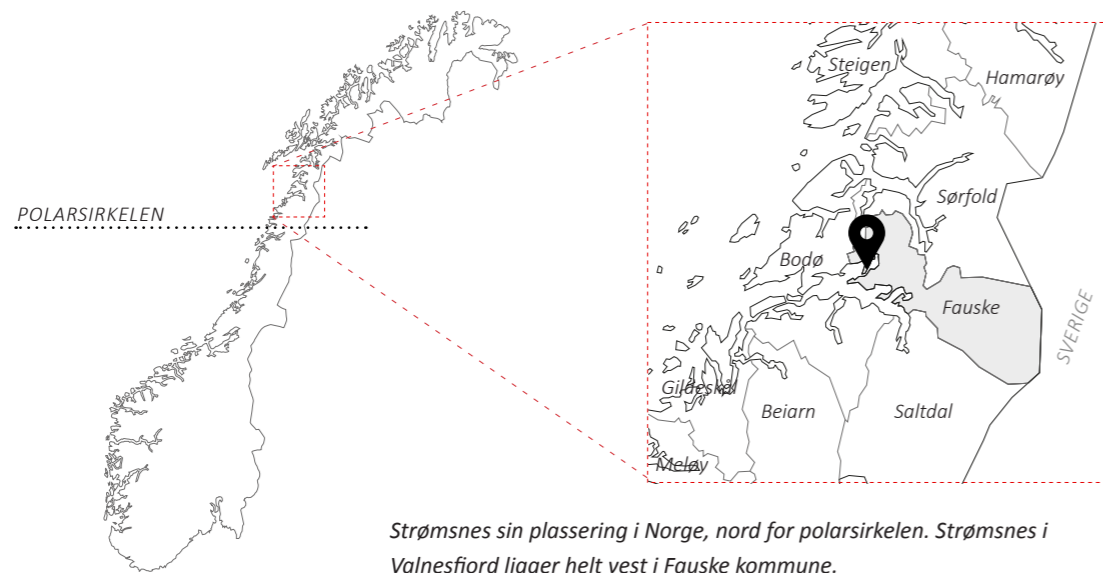 Steigen
Hamarøy
POLARSIRKELEN
Sørfold
Bodø
Fauske
SVERIGE
Gildeskål
Beiarn
Saltdal
Meløy
Strømsnes sin plassering i Norge, nord for polarsirkelen. Strømsnes i
Valnesfjord ligger helt vest i Fauske kommune.